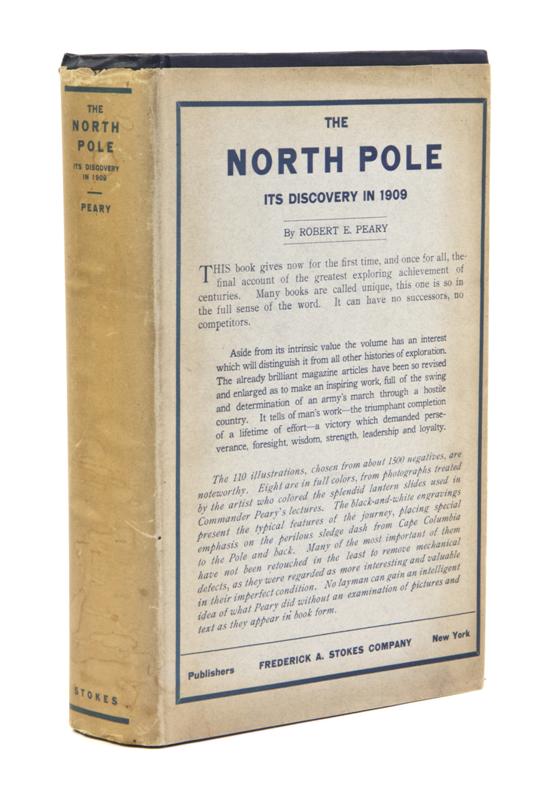 THE
NORTH
POLE
ITS DISCOVERY
IN 1909
PEARY
STOKES
THE
NORTH POLE
ITS DISCOVERY IN 1909
By ROBERT E. PEARY
THIS book gives now for the first time, and once for all, the
final account of the greatest exploring achievement of
centuries. Many books are called unique, this one is so in
the full sense of the word. It can have no successors, no
competitors.
Aside from its intrinsic value the volume has an interest
which will distinguish it from all other histories of exploration.
The already brilliant magazine articles have been so revised
and enlarged as to make an inspiring work, full of the swing
and determination of an army's march through a hostile
country. It tells of man's work—the triumphant completion
of a lifetime of effort—a victory which demanded perse-
verance, foresight, wisdom, strength, leadership and loyalty.
The 110 illustrations, chosen from about 1500 negatives, are
noteworthy. Eight are in full colors, from photographs treated
by the artist who colored the splendid lantern slides used in
Commander Peary's lectures. The black-and-white engravings
present the typical features of the journey, placing special
emphasis on the perilous sledge dash from Cape Columbia
to the Pole and back. Many of the most important of them
have not been retouched in the least to remove mechanical
defects, as they were regarded as more interesting and valuable
in their imperfect condition. No layman can gain an intelligent
idea of what Peary did without an examination of pictures and
text as they appear in book form.
Publishers FREDERICK A. STOKES COMPANY New York